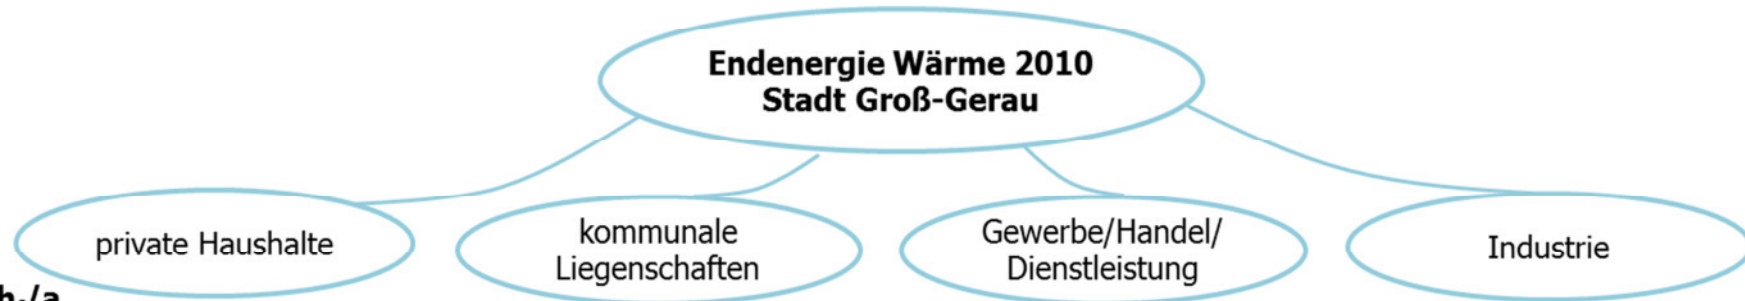 Endenergie Wärme 2010
Stadt Groß-Gerau
private Haushalte
kommunale
Liegenschaften
Gewerbe/Handel/
Dienstleistung
Industrie